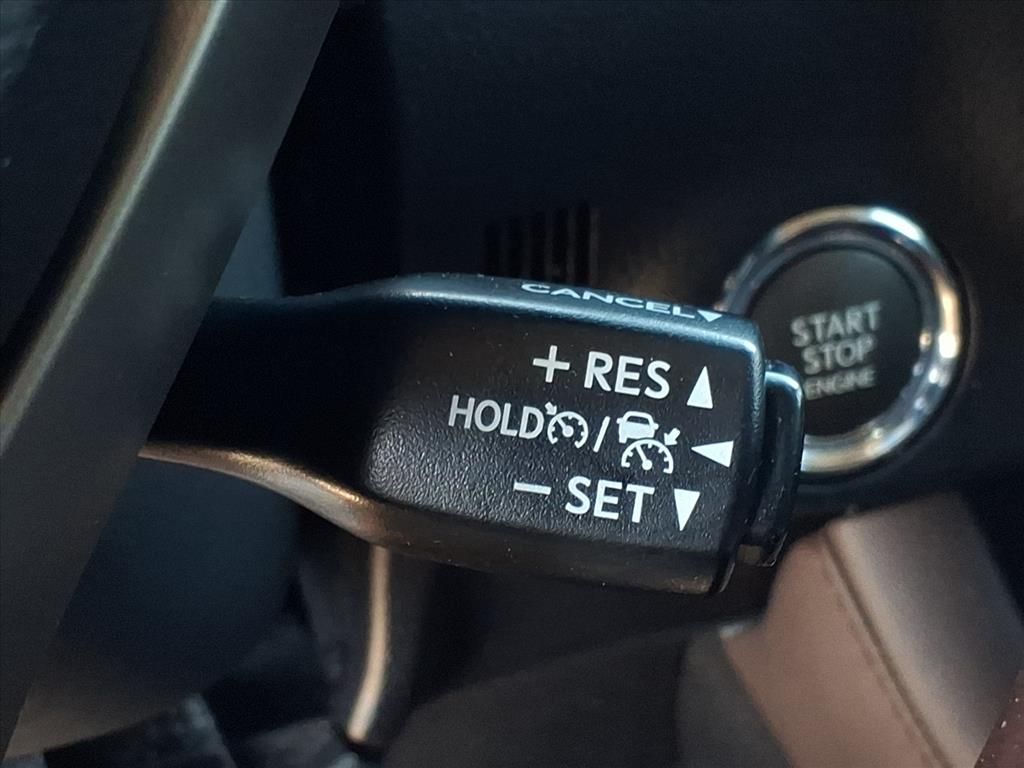 CANCEL
+ RES
HOLD /
− SET
START
STOP
ENGINE